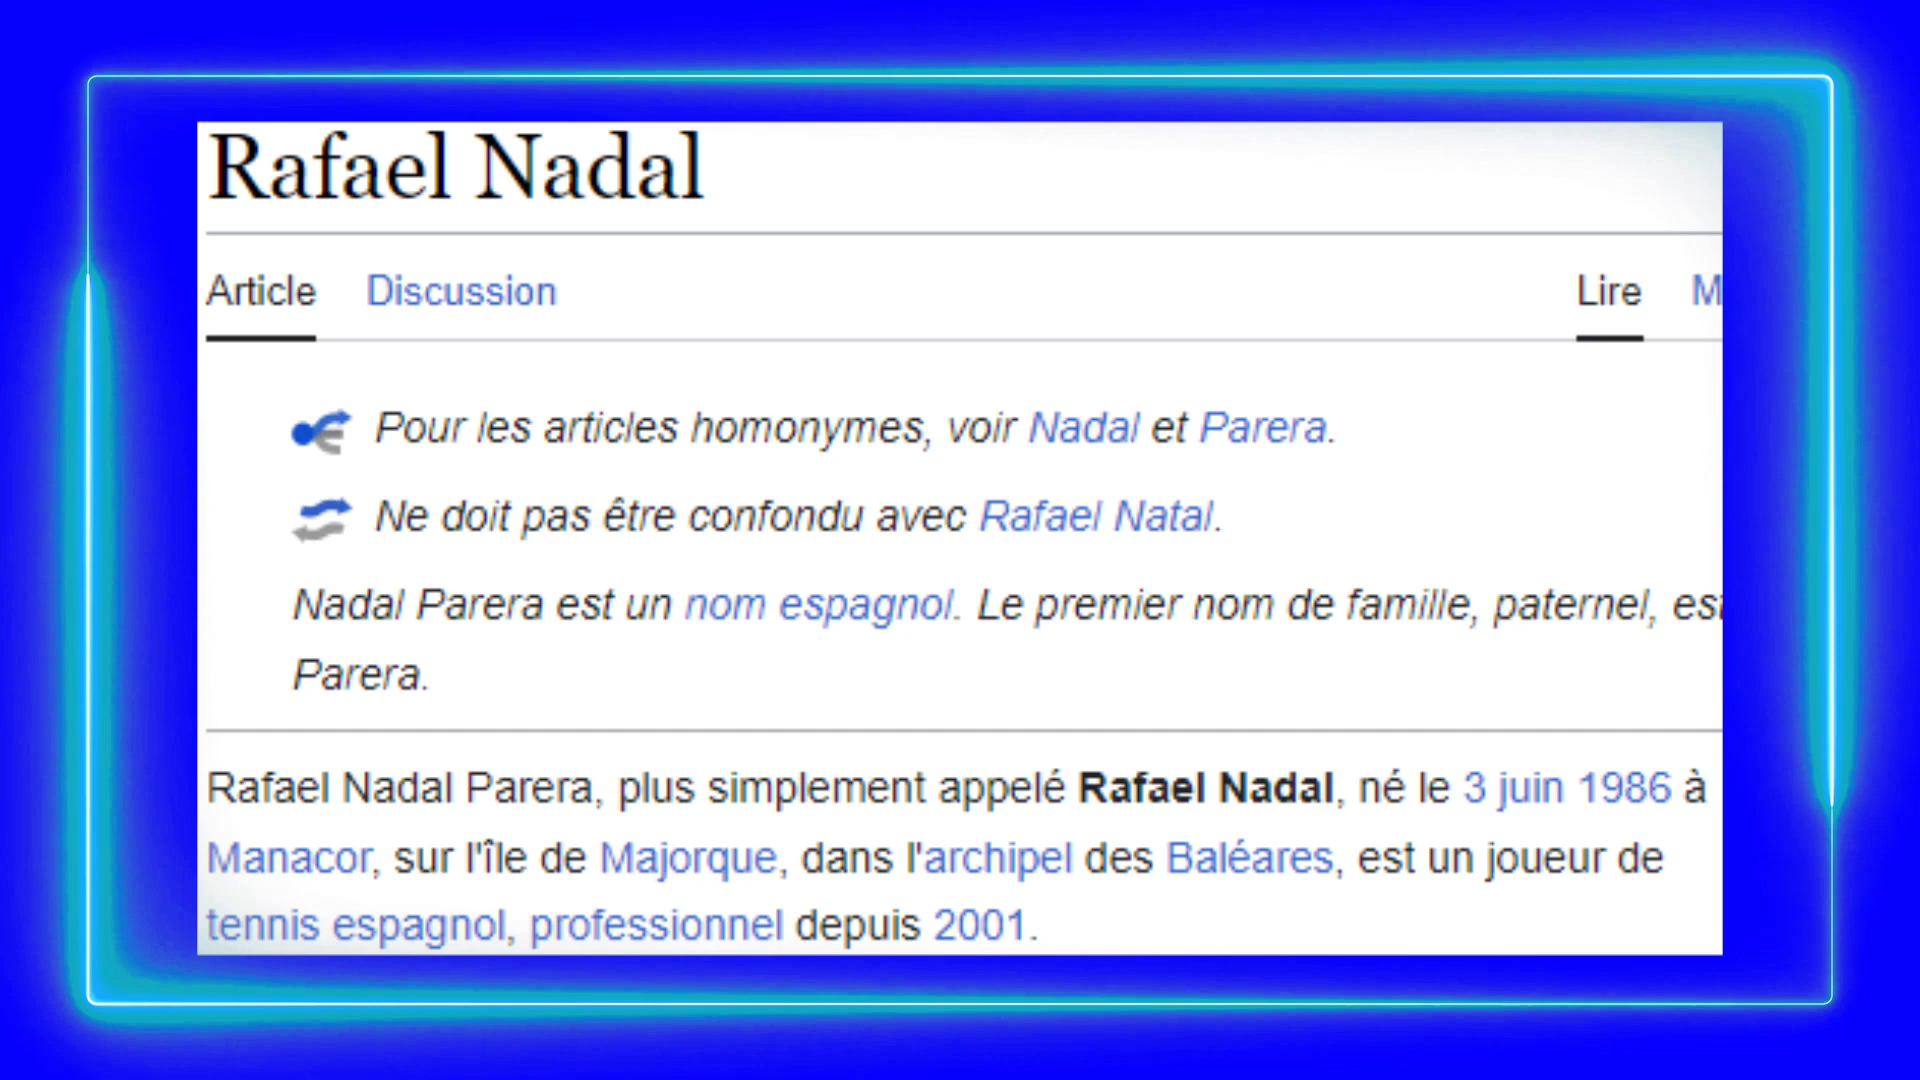 Rafael Nadal
Article Discussion Lire M
Pour les articles homonymes, voir Nadal et Parera.
Ne doit pas être confondu avec Rafael Natal.
Nadal Parera est un nom espagnol. Le premier nom de famille, paternel, est
Parera.
Rafael Nadal Parera, plus simplement appelé Rafael Nadal, né le 3 juin 1986 à
Manacor, sur l'île de Majorque, dans l'archipel des Baléares, est un joueur de
tennis espagnol, professionnel depuis 2001.